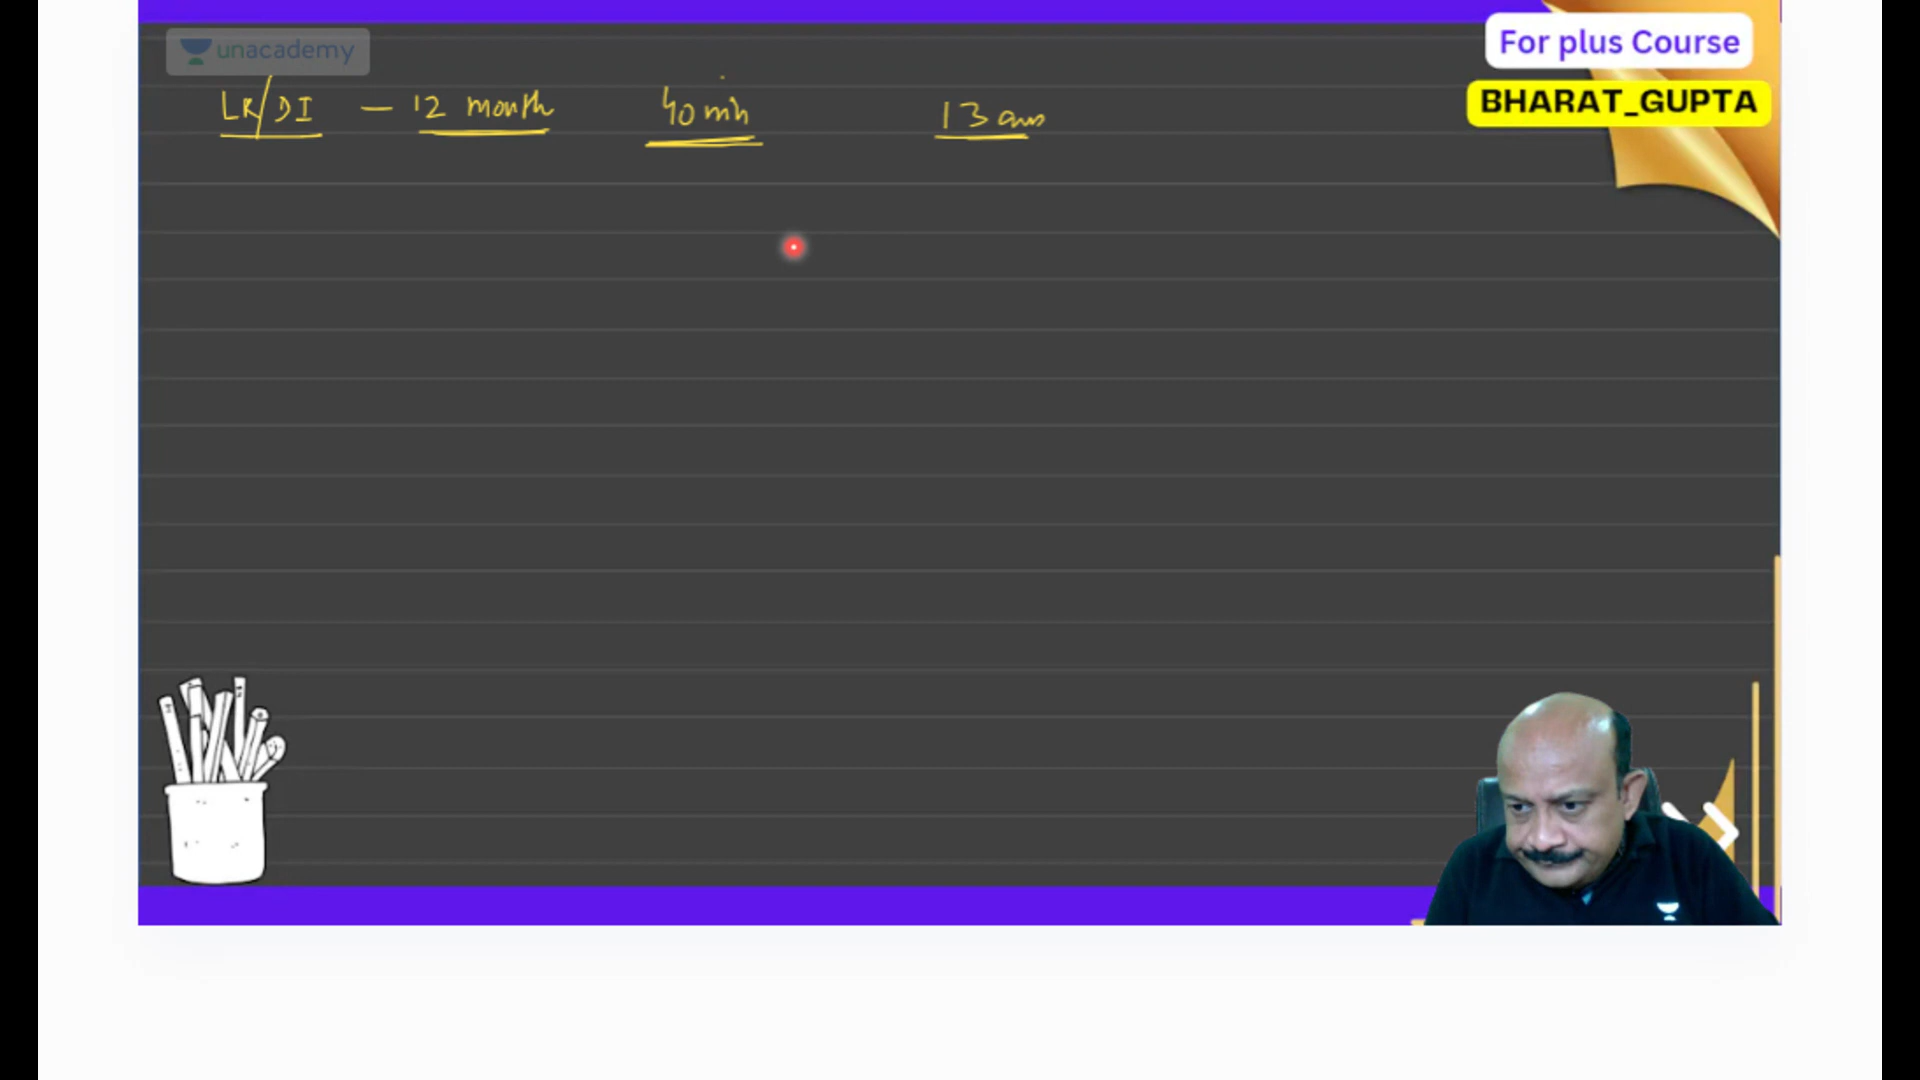 unacademy
For plus Course
BHARAT_GUPTA
LR/DI — 12 month 40 min 13 ans